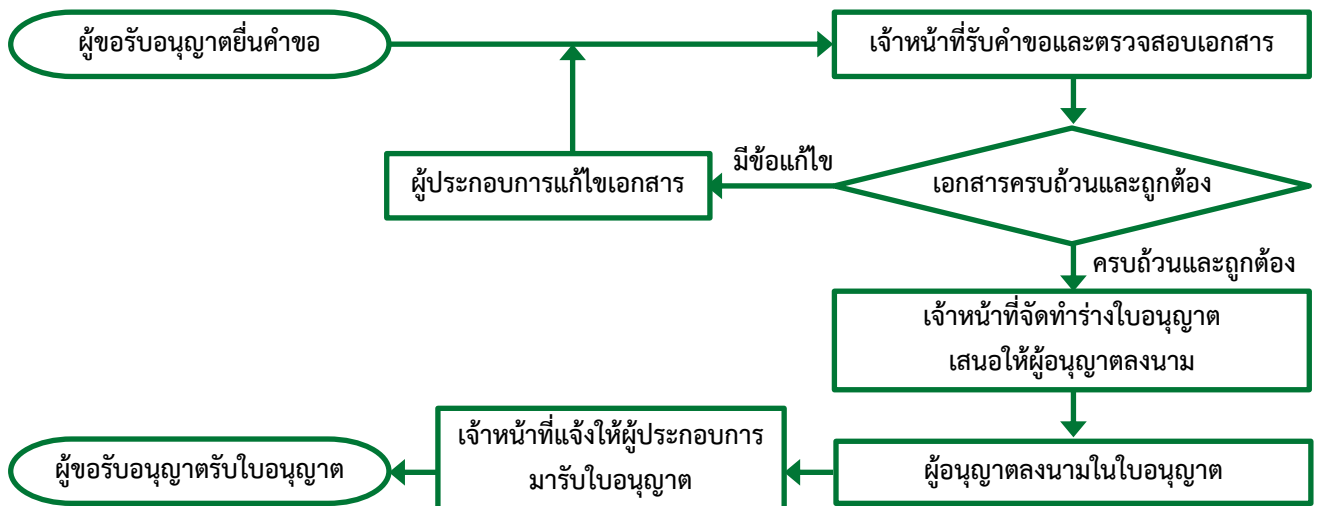 ผู้ขอรับอนุญาตยื่นคำขอ
เจ้าหน้าที่รับคำขอและตรวจสอบเอกสาร
มีข้อแก้ไข
ผู้ประกอบการแก้ไขเอกสาร
เอกสารครบถ้วนและถูกต้อง
ครบถ้วนและถูกต้อง
เจ้าหน้าที่จัดทำร่างใบอนุญาต
เสนอให้ผู้อนุญาตลงนาม
ผู้อนุญาตลงนามในใบอนุญาต
เจ้าหน้าที่แจ้งให้ผู้ประกอบการ
มารับใบอนุญาต
ผู้ขอรับอนุญาตรับใบอนุญาต